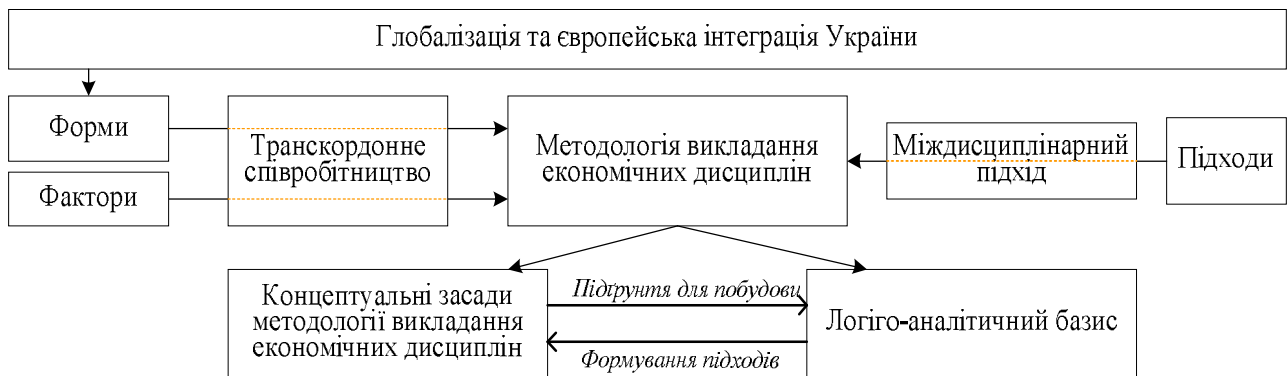 Глобалізація та європейська інтеграція України
Форми
Фактори
Транскордонне
співробітництво
Методологія викладання
економічних дисциплін
Міждисциплінарний
підхід
Підходи
Концептуальні засади
методології викладання
економічних дисциплін
Підґрунтя для побудови
Формування підходів
Логіго-аналітичний базис